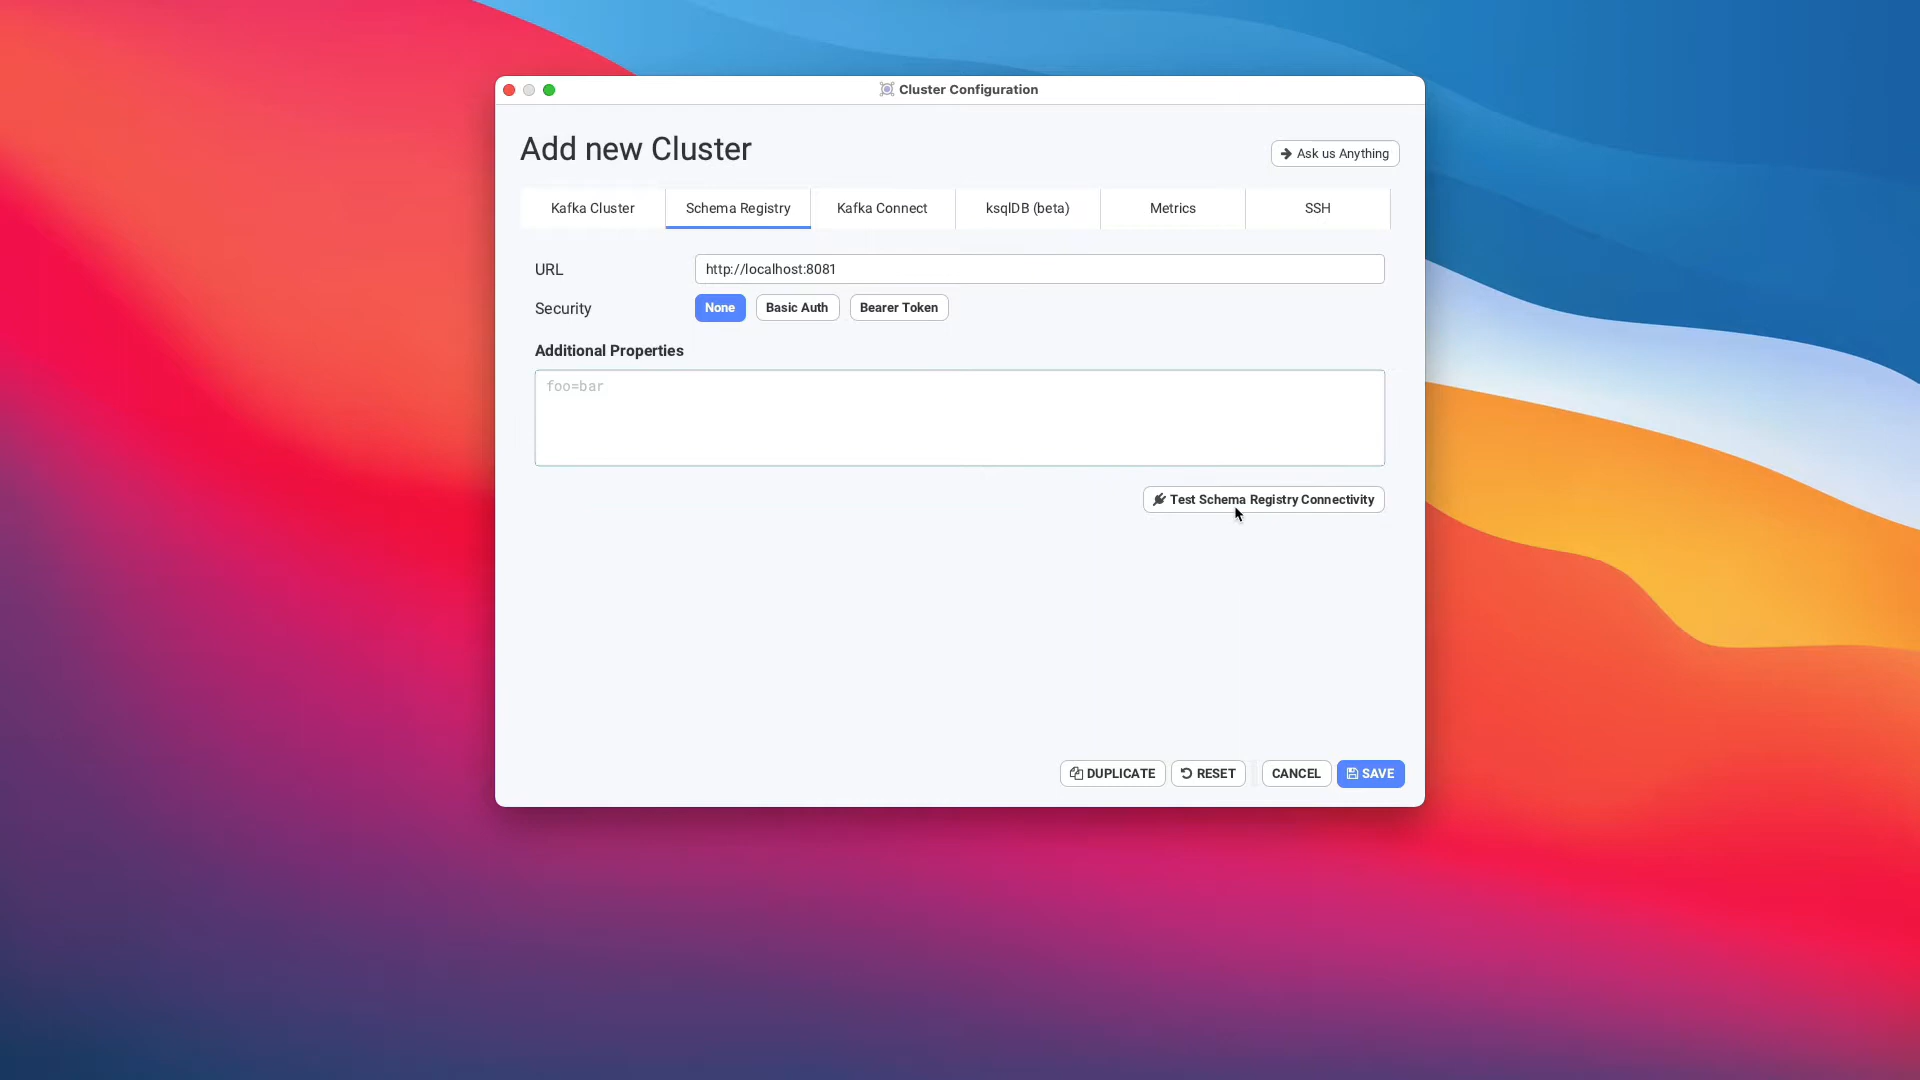 Cluster Configuration
Add new Cluster
Ask us Anything
Kafka Cluster
Schema Registry
Kafka Connect
ksqlDB (beta)
Metrics
SSH
URL
http://localhost:8081
Security
None
Basic Auth
Bearer Token
Additional Properties
foo=bar
Test Schema Registry Connectivity
DUPLICATE
RESET
CANCEL
SAVE